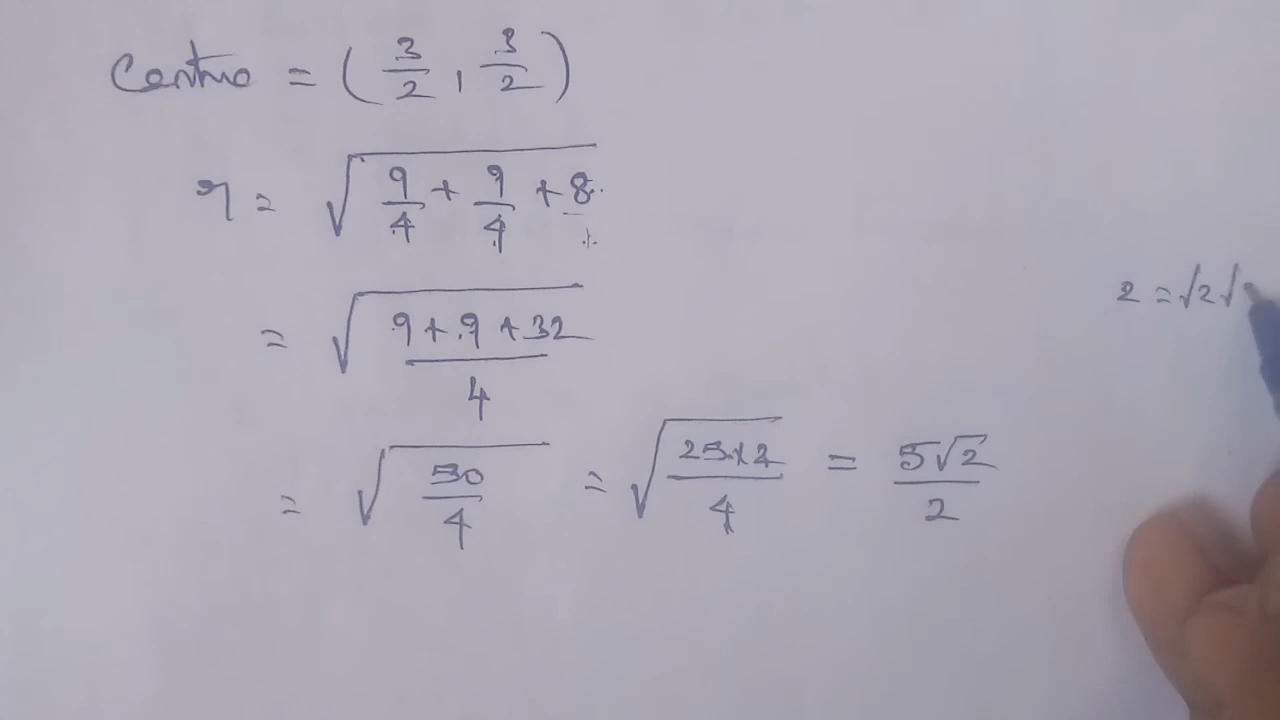 Centre = (3/2, 3/2)
r = √(9/4 + 9/4 + 8/1)
2 = √2 √
= √((9 + 9 + 32)/4)
= √(50/4) = √((25 × 2)/4) = 5√2/2